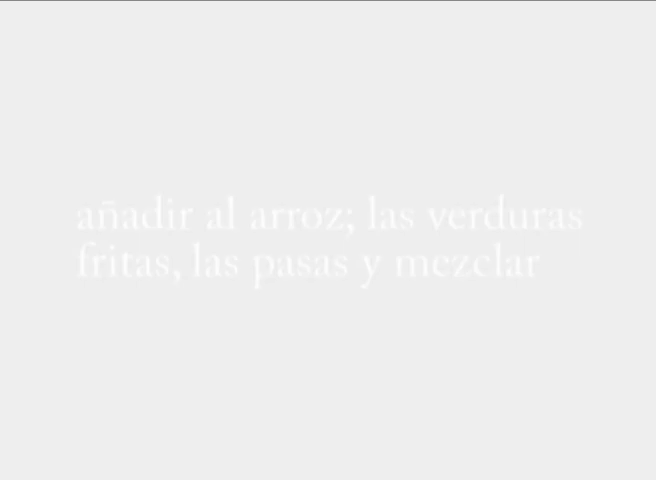 añadir al arroz; las verduras
fritas, las pasas y mezclar